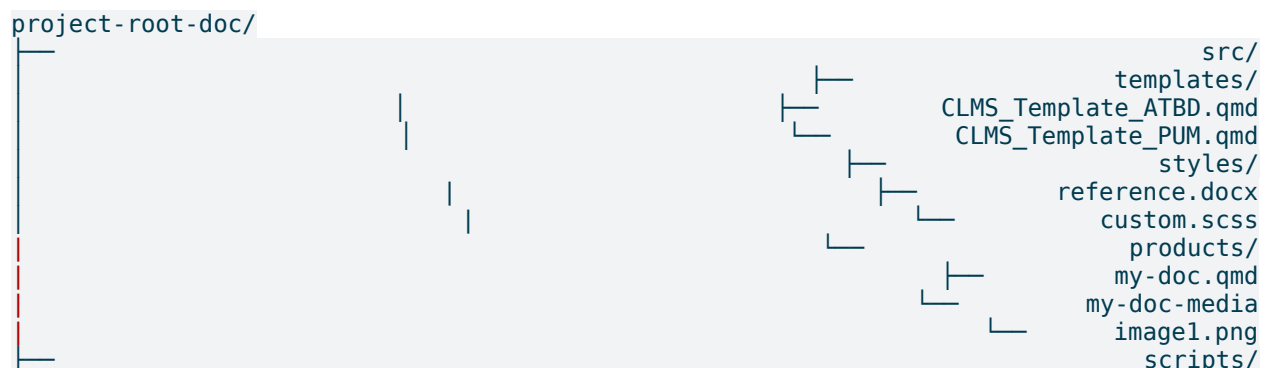 project-root-doc/
├── src/
│ ├── templates/
│ │ ├── CLMS_Template_ATBD.qmd
│ │ └── CLMS_Template_PUM.qmd
│ ├── styles/
│ │ ├── reference.docx
│ │ └── custom.scss
│ └── products/
│ ├── my-doc.qmd
│ └── my-doc-media
│ └── image1.png
├── scripts/